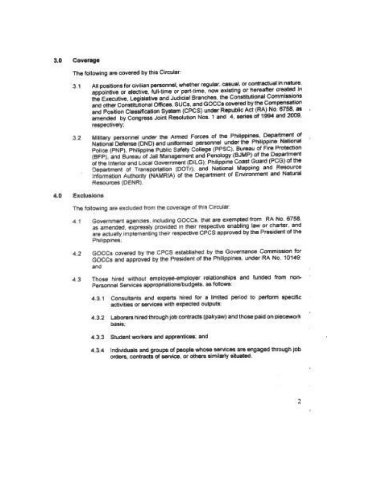 3.0 Coverage
The following are covered by this Circular:
3.1 All positions for civilian personnel, whether regular, casual, or contractual in nature,
appointive or elective, full-time or part-time, now existing or hereafter created in
the Executive, Legislative and Judicial Branches, the Constitutional Commissions
and other Constitutional Offices, SUCs, and GOCCs covered by the Compensation
and Position Classification System (CPCS) under Republic Act (RA) No. 6758, as
amended by Congress Joint Resolution Nos. 1 and 4, series of 1994 and 2009,
respectively;
3.2 Military personnel under the Armed Forces of the Philippines, Department of
National Defense (DND) and uniformed personnel under the Philippine National
Police (PNP), Philippine Public Safety College (PPSC), Bureau of Fire Protection
(BFP), and Bureau of Jail Management and Penology (BJMP) of the Department
of the Interior and Local Government (DILG); Philippine Coast Guard (PCG) of the
Department of Transportation (DOTr); and National Mapping and Resource
Information Authority (NAMRIA) of the Department of Environment and Natural
Resources (DENR).
4.0 Exclusions
The following are excluded from the coverage of this Circular:
4.1 Government agencies, including GOCCs, that are exempted from RA No. 6758,
as amended, expressly provided in their respective enabling law or charter, and
are actually implementing their respective CPCS approved by the President of the
Philippines;
4.2 GOCCs covered by the CPCS established by the Governance Commission for
GOCCs and approved by the President of the Philippines, under RA No. 10149;
and
4.3 Those hired without employee-employer relationships and funded from non-
Personnel Services appropriations/budgets, as follows:
4.3.1 Consultants and experts hired for a limited period to perform specific
activities or services with expected outputs;
4.3.2 Laborers hired through job contracts (pakyaw) and those paid on piecework
basis;
4.3.3 Student workers and apprentices; and
4.3.4 Individuals and groups of people whose services are engaged through job
orders, contracts of service, or others similarly situated.
2